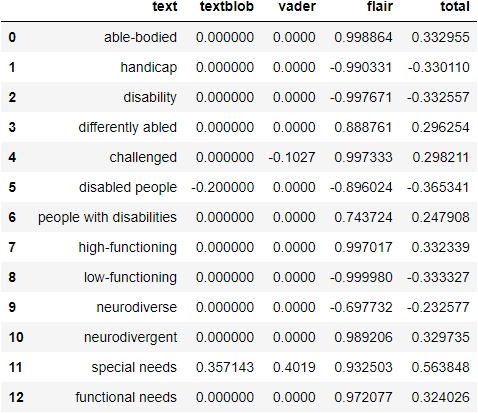 text textblob vader flair total
0 able-bodied 0.000000 0.0000 0.998864 0.332955
1 handicap 0.000000 0.0000 -0.990331 -0.330110
2 disability 0.000000 0.0000 -0.997671 -0.332557
3 differently abled 0.000000 0.0000 0.888761 0.296254
4 challenged 0.000000 -0.1027 0.997333 0.298211
5 disabled people -0.200000 0.0000 -0.896024 -0.365341
6 people with disabilities 0.000000 0.0000 0.743724 0.247908
7 high-functioning 0.000000 0.0000 0.997017 0.332339
8 low-functioning 0.000000 0.0000 -0.999980 -0.333327
9 neurodiverse 0.000000 0.0000 -0.697732 -0.232577
10 neurodivergent 0.000000 0.0000 0.989206 0.329735
11 special needs 0.357143 0.4019 0.932503 0.563848
12 functional needs 0.000000 0.0000 0.972077 0.324026